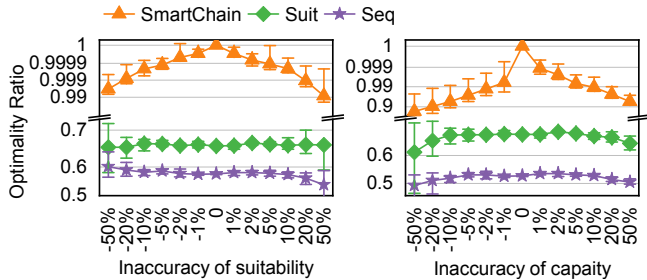 SmartChain Suit Seq
Optimality Ratio
1
0.9999
0.999
0.99
0.7
0.6
0.5
-50% -20% -10% -5% -2% -1% 0 1% 2% 5% 10% 20% 50%
Inaccuracy of suitability
1
0.999
0.99
0.9
0.6
0.5
-50% -20% -10% -5% -2% -1% 0 1% 2% 5% 10% 20% 50%
Inaccuracy of capaity